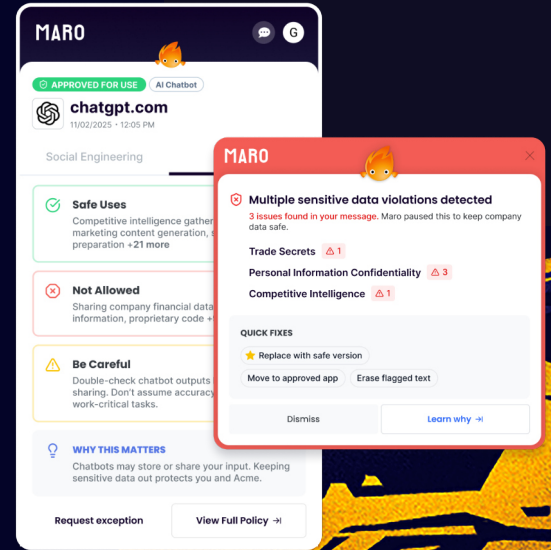 MARO
G
APPROVED FOR USE
AI Chatbot
chatgpt.com
11/02/2025 • 12:05 PM
Social Engineering
Safe Uses
Competitive intelligence gather
marketing content generation,
preparation +21 more
Not Allowed
Sharing company financial data
information, proprietary code
Be Careful
Double-check chatbot outputs
sharing. Don't assume accuracy
work-critical tasks.
WHY THIS MATTERS
Chatbots may store or share your input. Keeping
sensitive data out protects you and Acme.
Request exception
View Full Policy
MARO
Multiple sensitive data violations detected
3 issues found in your message. Maro paused this to keep company
data safe.
Trade Secrets 1
Personal Information Confidentiality 3
Competitive Intelligence 1
QUICK FIXES
Replace with safe version
Move to approved app
Erase flagged text
Dismiss
Learn why